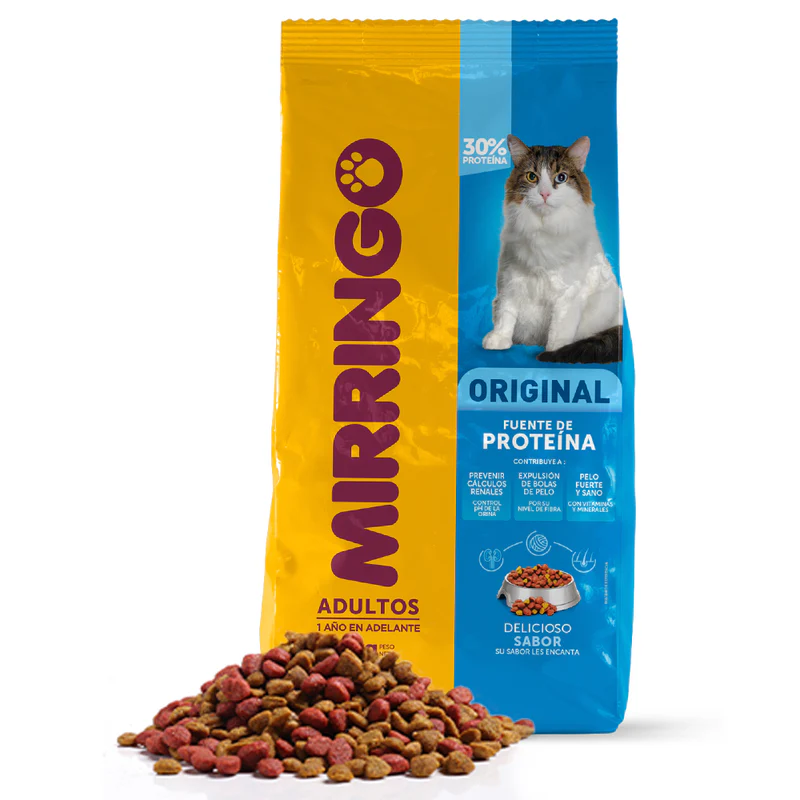 MIRRINGO
ADULTOS
1 AÑO EN ADELANTE
PESO
30%
PROTEÍNA
ORIGINAL
FUENTE DE
PROTEÍNA
CONTRIBUYE A:
PREVENIR
CÁLCULOS
RENALES
CONTROL
pH DE LA
ORINA
EXPULSIÓN
DE BOLAS
DE PELO
POR SU
NIVEL DE FIBRA
PELO
FUERTE
Y SANO
CON VITAMINAS
Y MINERALES
DELICIOSO
SABOR
SU SABOR LES ENCANTA